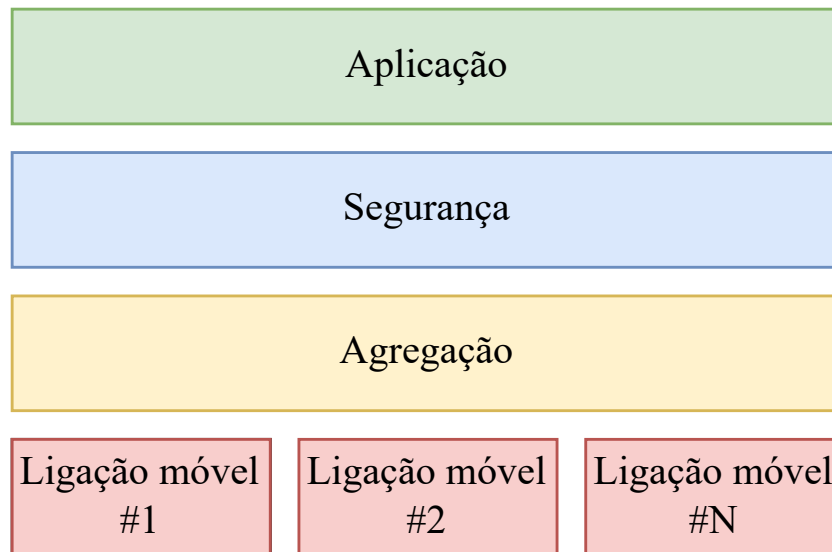 Aplicação
Segurança
Agregação
Ligação móvel
#1
Ligação móvel
#2
Ligação móvel
#N